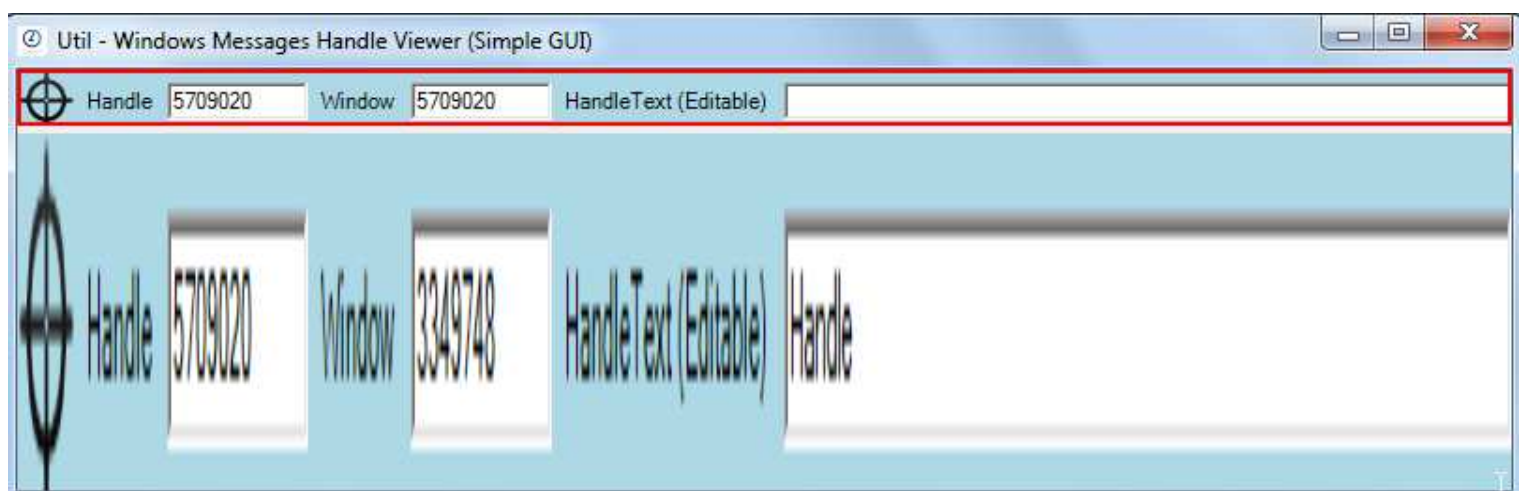 Util - Windows Messages Handle Viewer (Simple GUI)
Handle 5709020 Window 5709020 HandleText (Editable)
Handle 5709020 Window 3349748 HandleText (Editable) Handle